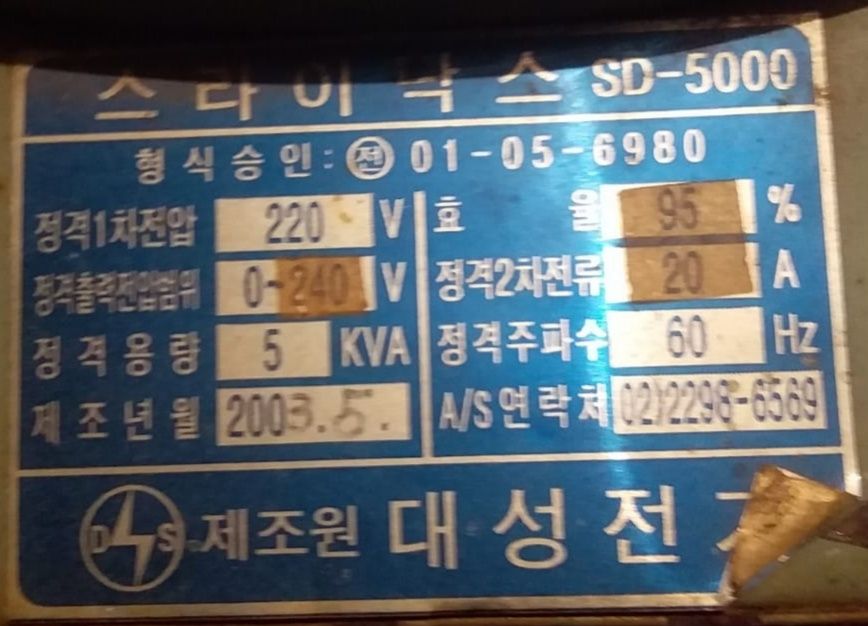 스라이닥스 SD-5000
형식승인: 전 01-05-6980
정격1차전압 220 V 효율 95 %
정격출력전압범위 0-240 V 정격2차전류 20 A
정격용량 5 KVA 정격주파수 60 Hz
제조년월 2003.5. A/S연락처 02)2298-6569
DS 제조원 대성전